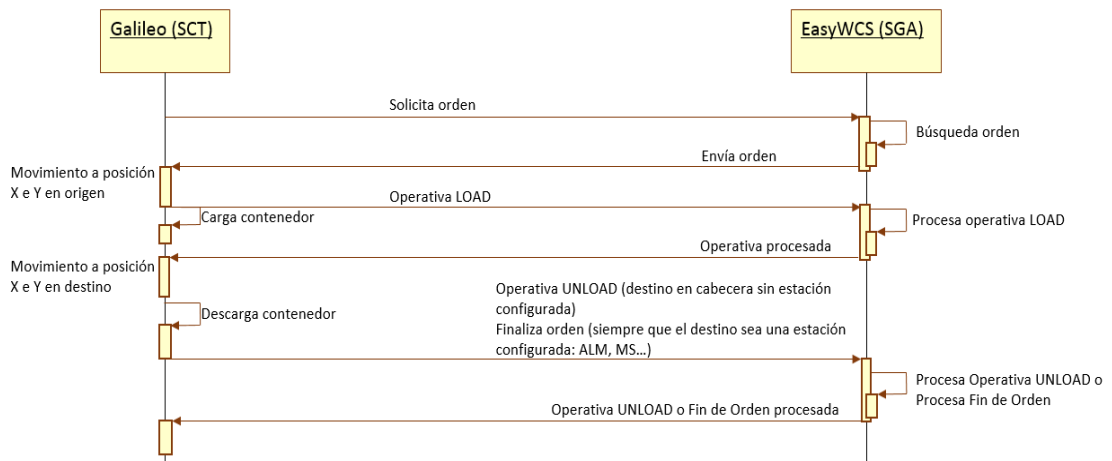 Galileo (SCT)
EasyWCS (SGA)
Solicita orden
Búsqueda orden
Envía orden
Movimiento a posición
X e Y en origen
Operativa LOAD
Carga contenedor
Procesa operativa LOAD
Operativa procesada
Movimiento a posición
X e Y en destino
Operativa UNLOAD (destino en cabecera sin estación
configurada)
Descarga contenedor
Finaliza orden (siempre que el destino sea una estación
configurada: ALM, MS...)
Procesa Operativa UNLOAD o
Procesa Fin de Orden
Operativa UNLOAD o Fin de Orden procesada